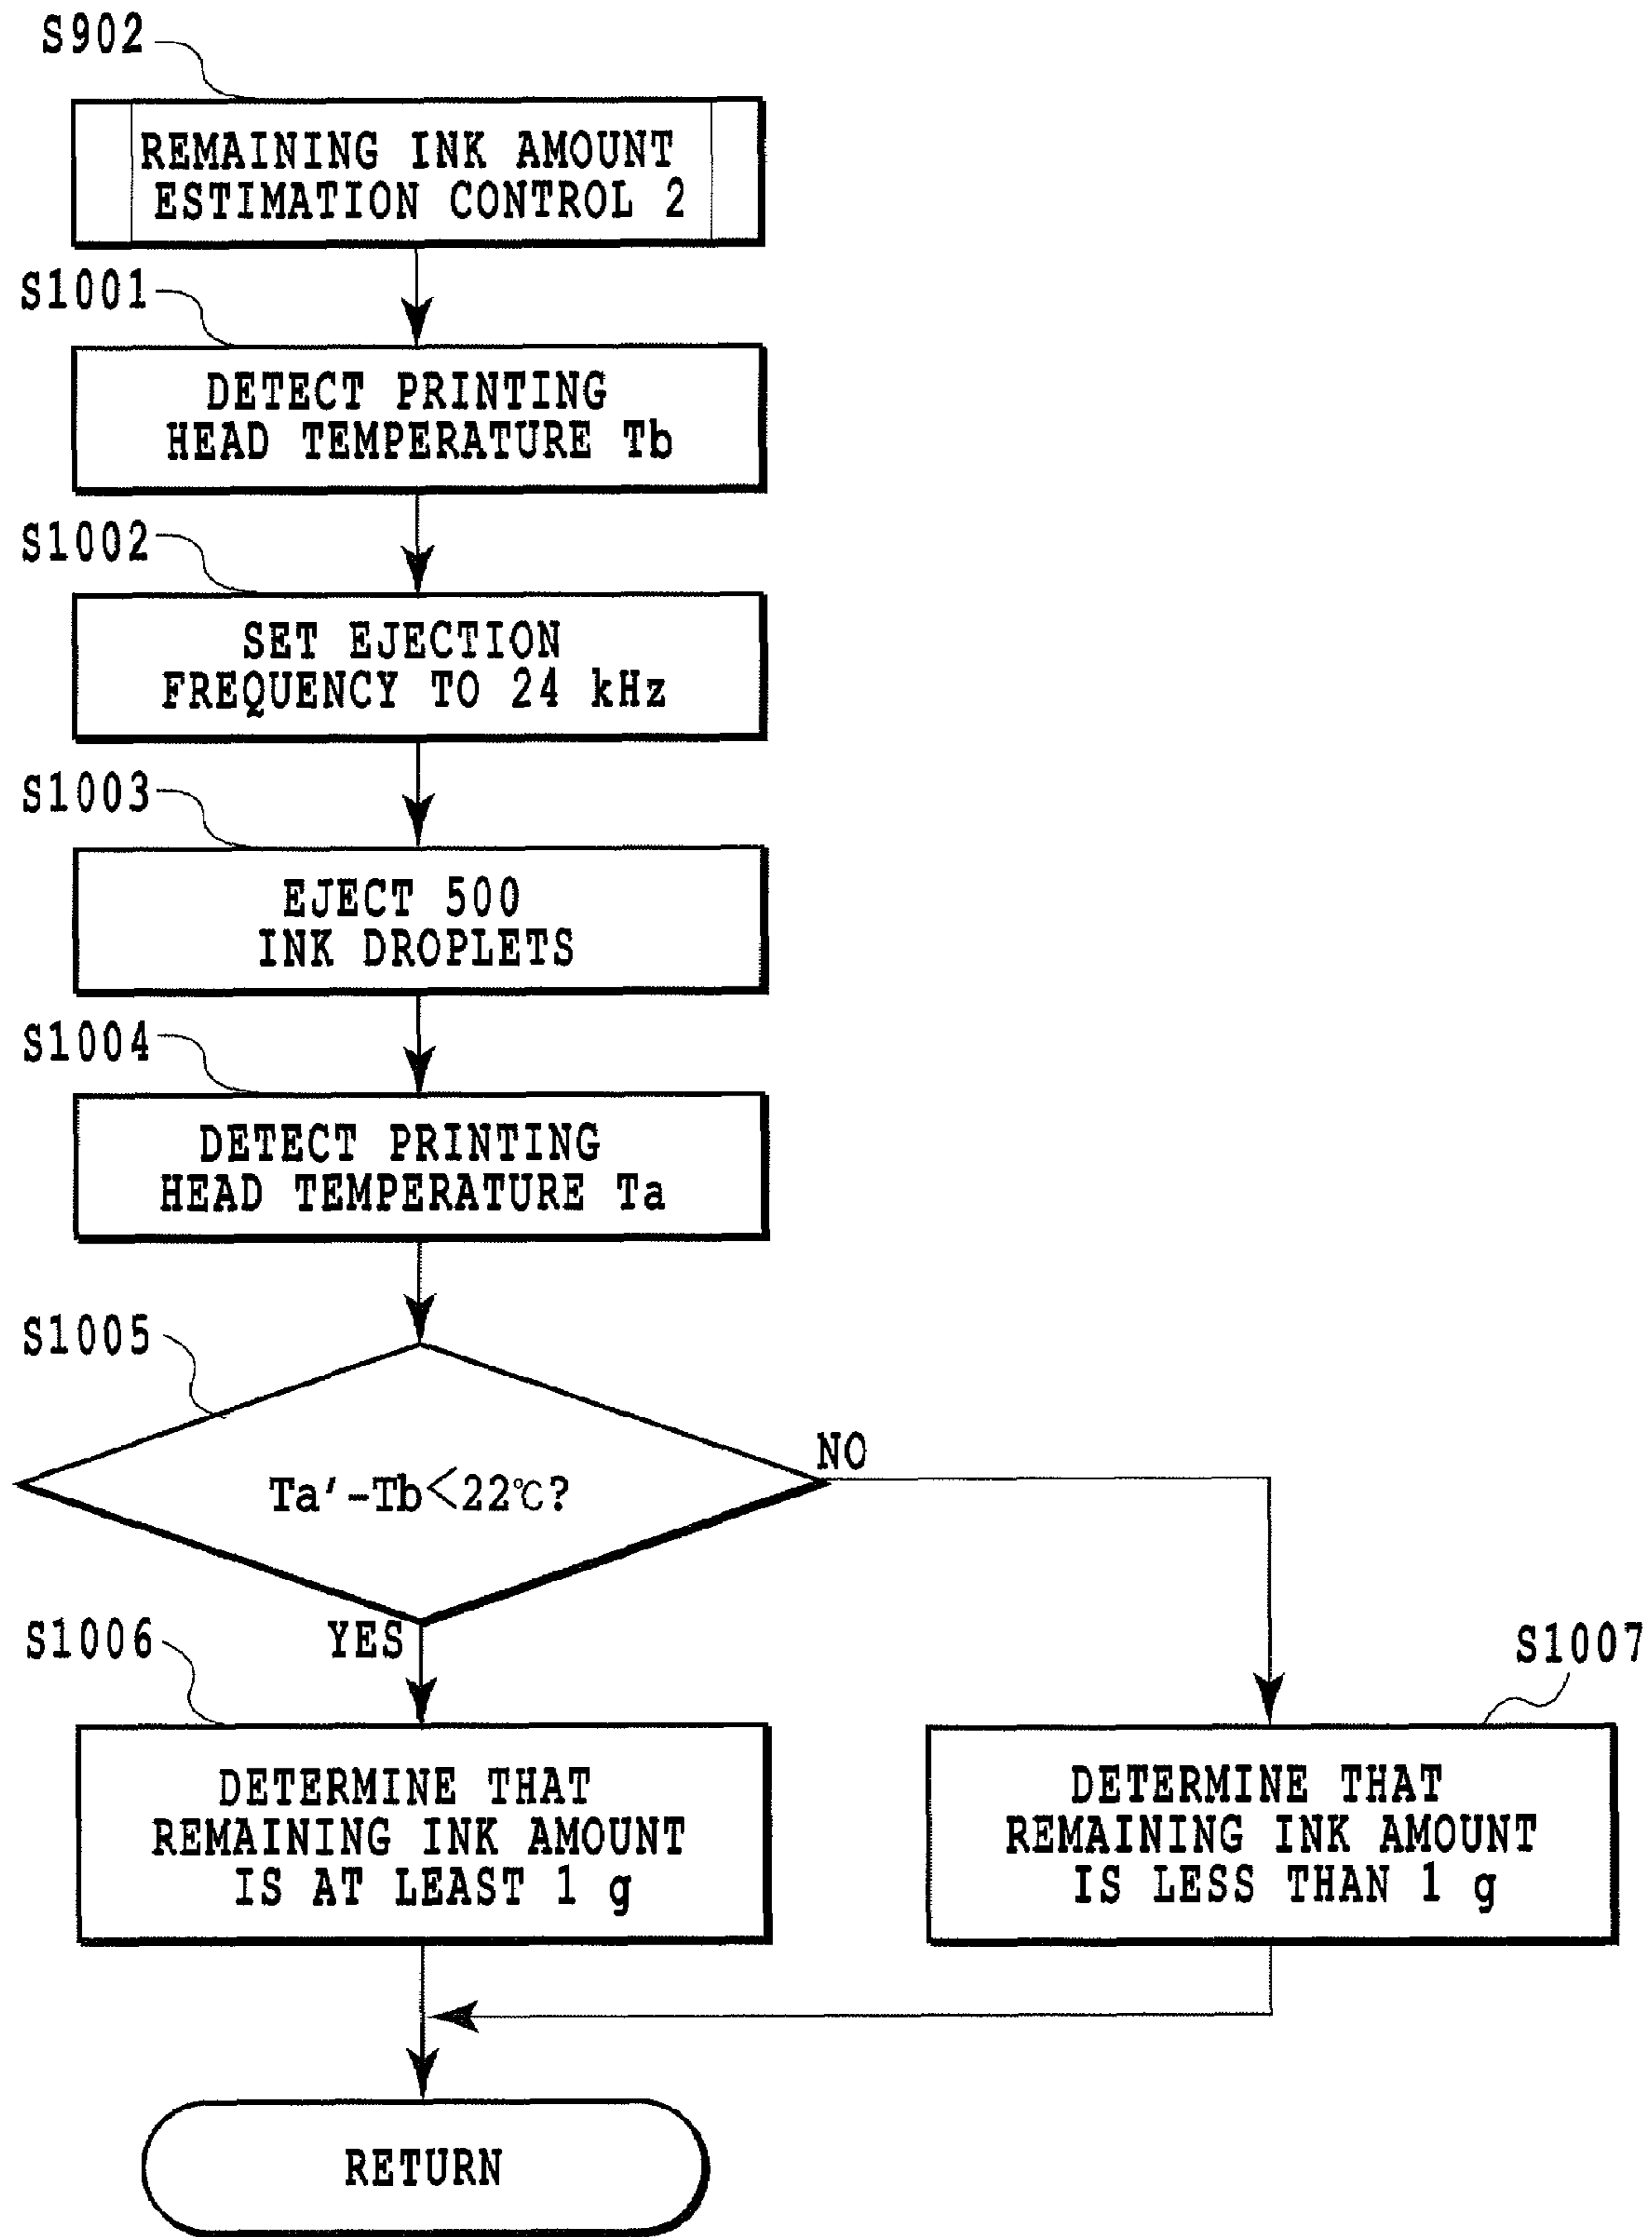 S902
REMAINING INK AMOUNT
ESTIMATION CONTROL 2
S1001
DETECT PRINTING
HEAD TEMPERATURE Tb
S1002
SET EJECTION
FREQUENCY TO 24 kHz
S1003
EJECT 500
INK DROPLETS
S1004
DETECT PRINTING
HEAD TEMPERATURE Ta
S1005
Ta'-Tb<22℃?
NO
YES
S1006
DETERMINE THAT
REMAINING INK AMOUNT
IS AT LEAST 1 g
S1007
DETERMINE THAT
REMAINING INK AMOUNT
IS LESS THAN 1 g
RETURN